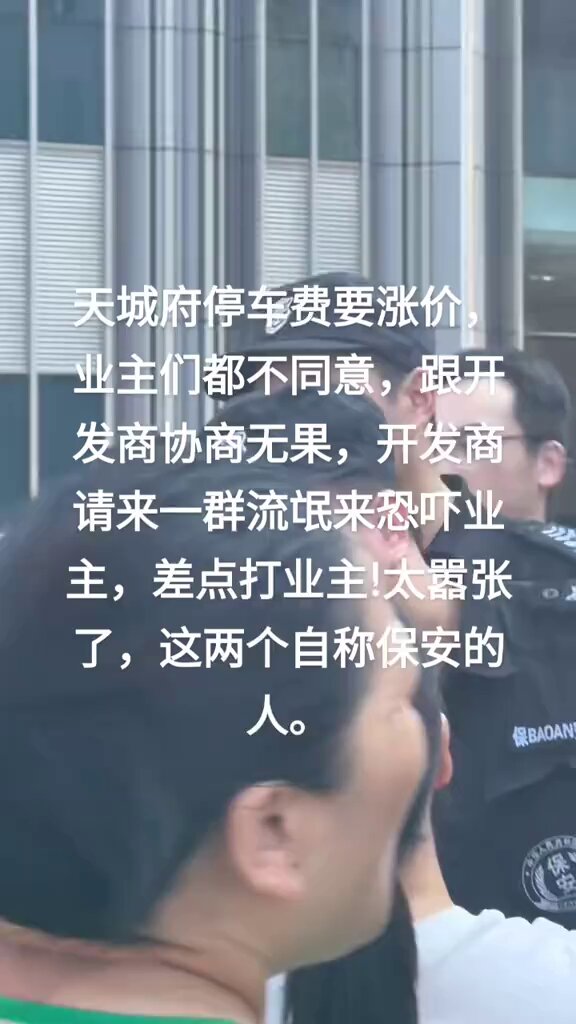 天城府停车费要涨价，
业主们都不同意，跟开
发商协商无果，开发商
请来一群流氓来恐吓业
主，差点打业主!太嚣张
了，这两个自称保安的
人。
保BAOAN
保
安